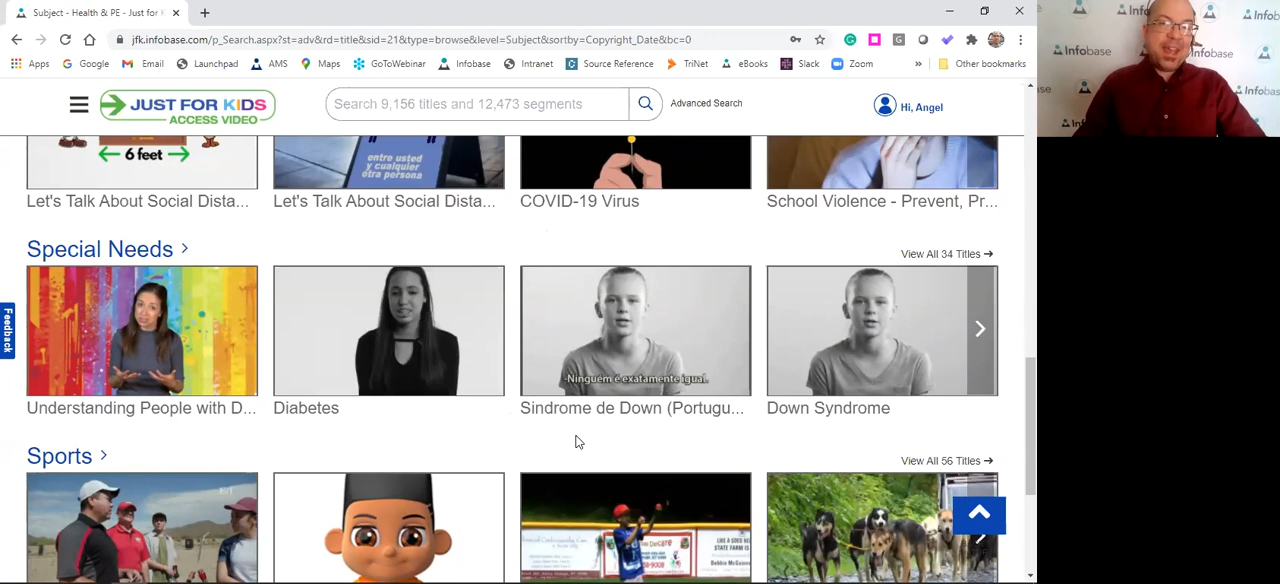 Subject - Health & PE - Just for
jfk.infobase.com/p_Search.aspx?st=adv&rd=title&sid=21&type=browse&level=Subject&sortby=Copyright_Date&bc=0
Apps Google Email Launchpad AMS Maps GoWebinar Infobase Intranet Source Reference TriNet eBooks Slack Zoom » Other bookmarks
JUST FOR KIDS
ACCESS VIDEO
Search 9,156 titles and 12,473 segments
Advanced Search
Hi, Angel
6 feet
entre usted
y cualquier
otra persona
Let's Talk About Social Dista...
Let's Talk About Social Dista...
COVID-19 Virus
School Violence - Prevent, Pr...
Special Needs >
View All 34 Titles →
-Ninguém é exatamente igual.
Understanding People with D...
Diabetes
Sindrome de Down (Portugu...
Down Syndrome
Feedback
Sports >
View All 56 Titles →
STATE FARM
Infobase
Infobase